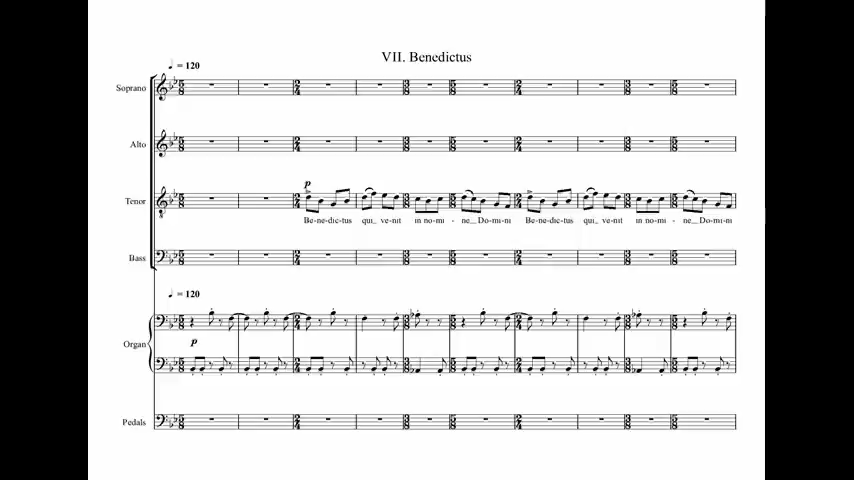 VII. Benedictus
♩ = 120
Soprano
Alto
p
Tenor
Be-ne-dic-tus qui_ ve-nit in no-mi - ne_ Do-mi-ni Be-ne-dic-tus qui_ ve-nit in no-mi - ne_ Do-mi-ni
Bass
♩ = 120
p
Organ
Pedals